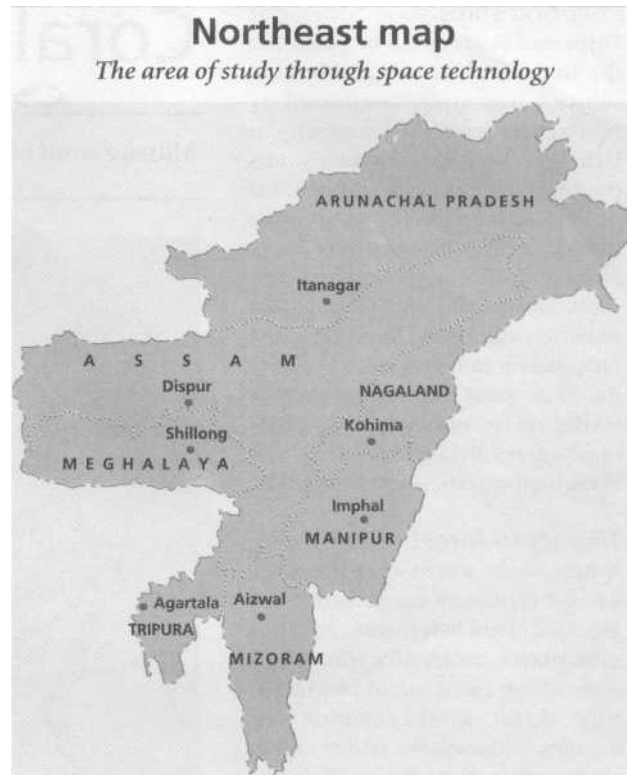 Northeast map
The area of study through space technology
ARUNACHAL PRADESH
Itanagar
A S S A M
Dispur
NAGALAND
Shillong
Kohima
MEGHALAYA
Imphal
MANIPUR
Agartala
Aizwal
TRIPURA
MIZORAM